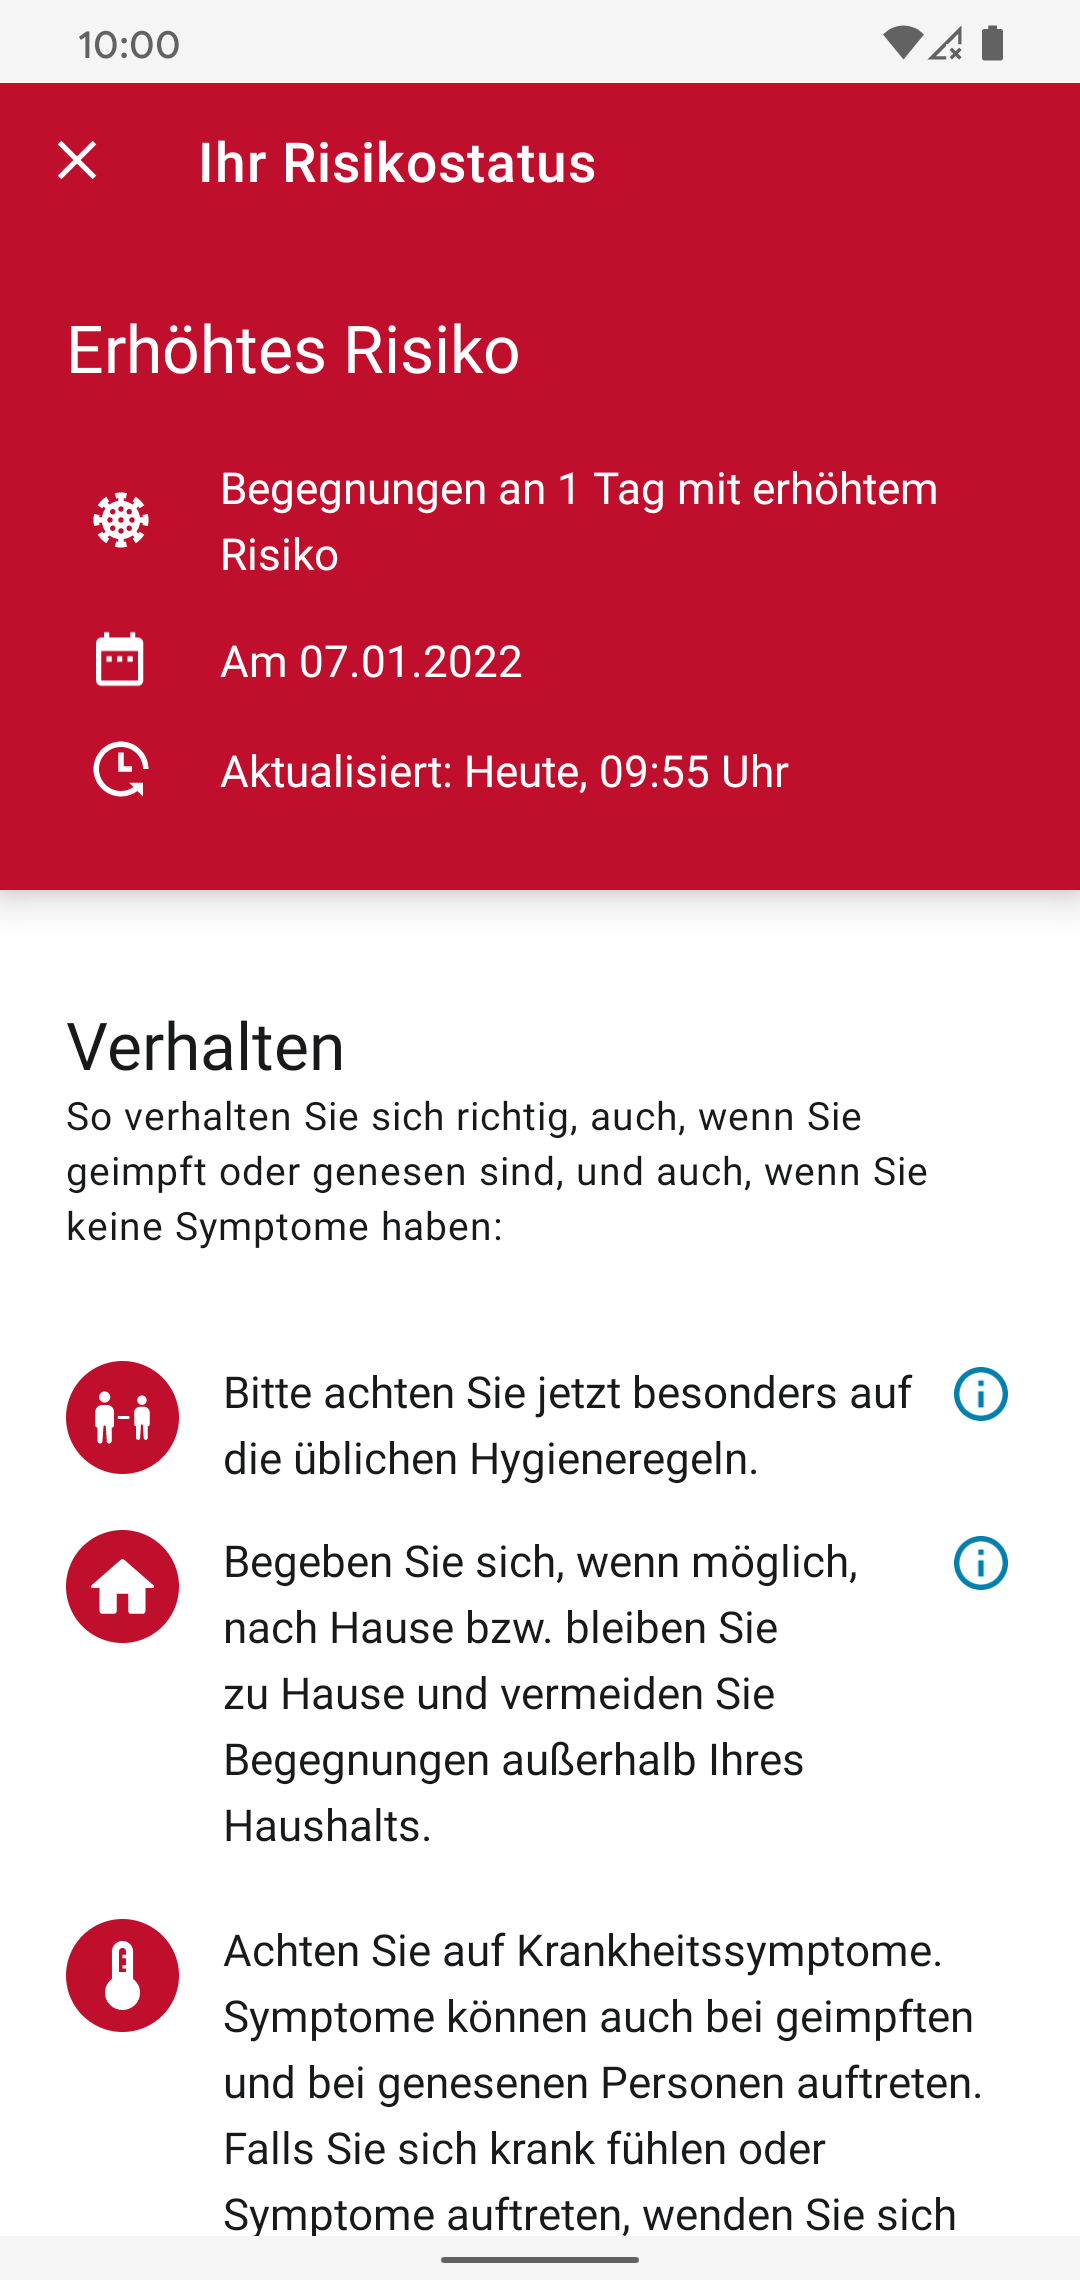 10:00
Ihr Risikostatus
Erhöhtes Risiko
Begegnungen an 1 Tag mit erhöhtem
Risiko
Am 07.01.2022
Aktualisiert: Heute, 09:55 Uhr
Verhalten
So verhalten Sie sich richtig, auch, wenn Sie
geimpft oder genesen sind, und auch, wenn Sie
keine Symptome haben:
Bitte achten Sie jetzt besonders auf
die üblichen Hygieneregeln.
Begeben Sie sich, wenn möglich,
nach Hause bzw. bleiben Sie
zu Hause und vermeiden Sie
Begegnungen außerhalb Ihres
Haushalts.
Achten Sie auf Krankheitssymptome.
Symptome können auch bei geimpften
und bei genesenen Personen auftreten.
Falls Sie sich krank fühlen oder
Symptome auftreten, wenden Sie sich